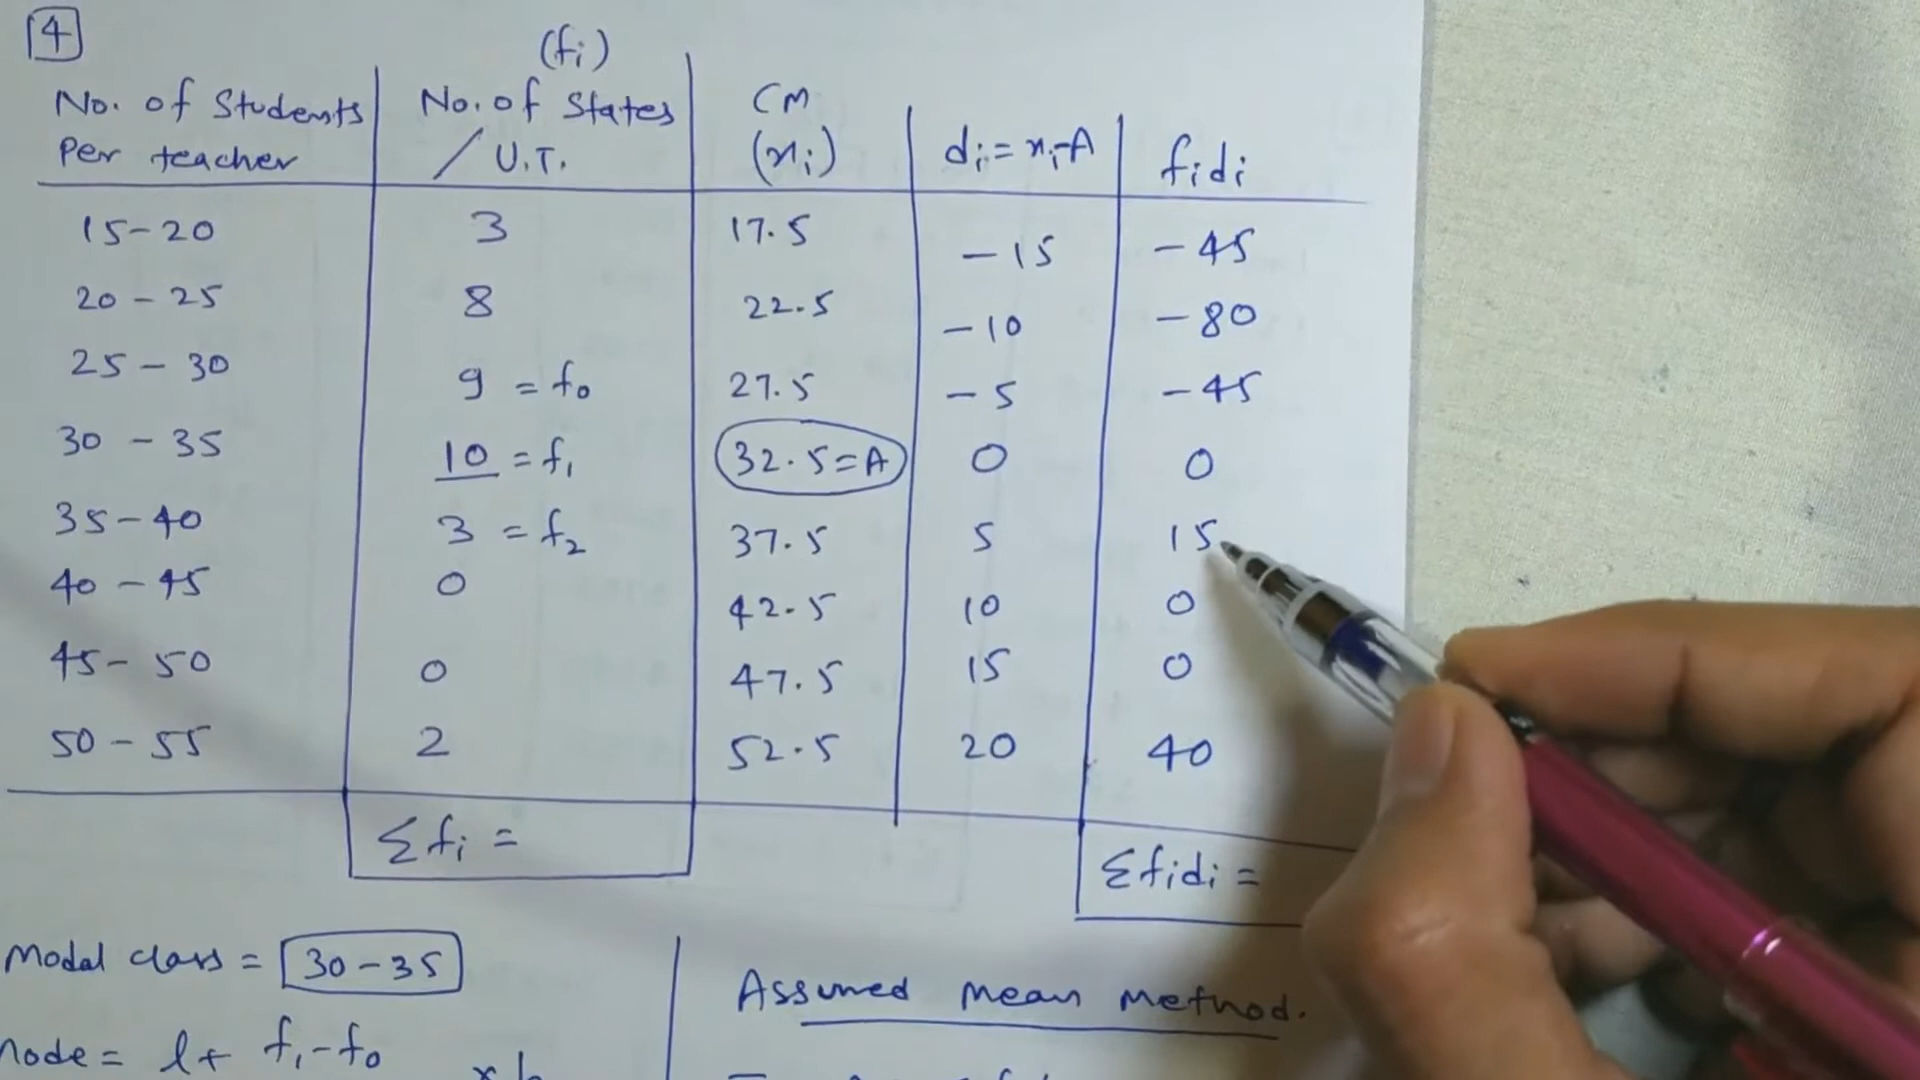 4
(fi)
No. of Students Per teacher
No. of States / U.T.
CM (xi)
di = xi-A
fidi
15-20 3 17.5 -15 -45
20-25 8 22.5 -10 -80
25-30 9 = f0 27.5 -5 -45
30-35 10 = f1 32.5=A 0 0
35-40 3 = f2 37.5 5 15
40-45 0 42.5 10 0
45-50 0 47.5 15 0
50-55 2 52.5 20 40
Σfi =
Σfidi =
Modal class = 30-35
Assumed mean method.
mode = l + f1-f0